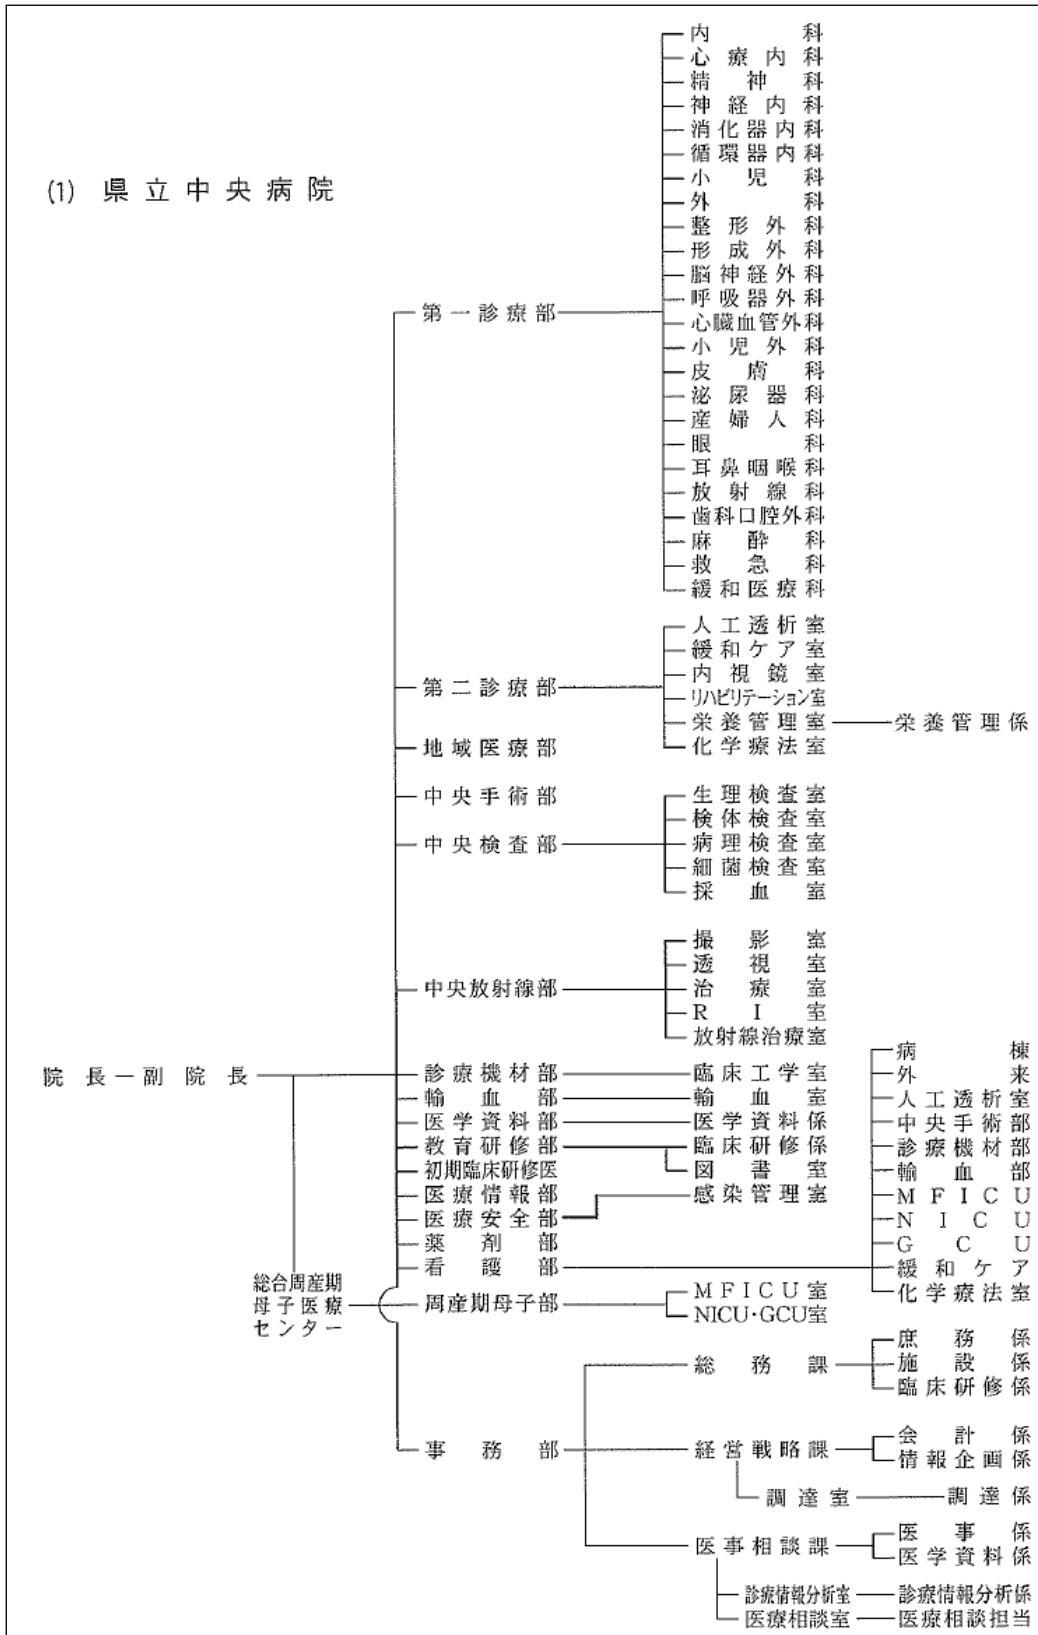 (1) 県立中央病院
院長 副院長
総合周産期
母子医療
センター
第一診療部
内科
心療内科
精神科
神経内科
消化器内科
循環器内科
小児科
外科
整形外科
形成外科
脳神経外科
呼吸器外科
心臓血管外科
小児外科
皮膚科
泌尿器科
産婦人科
眼科
耳鼻咽喉科
放射線科
歯科口腔外科
麻酔科
救急科
緩和医療科
第二診療部
人工透析室
緩和ケア室
内視鏡室
リハビリテーション室
栄養管理室 栄養管理係
化学療法室
地域医療部
中央手術部
中央検査部
生理検査室
検体検査室
病理検査室
細菌検査室
採血室
中央放射線部
撮影室
透視室
治療室
RI室
放射線治療室
診療機材部 臨床工学室
輸血部 輸血室
医学資料部 医学資料係
教育研修部 臨床研修係
図書室
初期臨床研修医
医療情報部
医療安全部 感染管理室
薬剤部
看護部
病棟
外来
人工透析室
中央手術部
診療機材部
輸血部
MFICU
NICU
GCU
緩和ケア
化学療法室
周産期母子部
MFICU室
NICU・GCU室
事務部
総務課
庶務係
施設係
臨床研修係
経営戦略課
会計係
情報企画係
調達室 調達係
医事相談課
医事係
医学資料係
診療情報分析室 診療情報分析係
医療相談室 医療相談担当